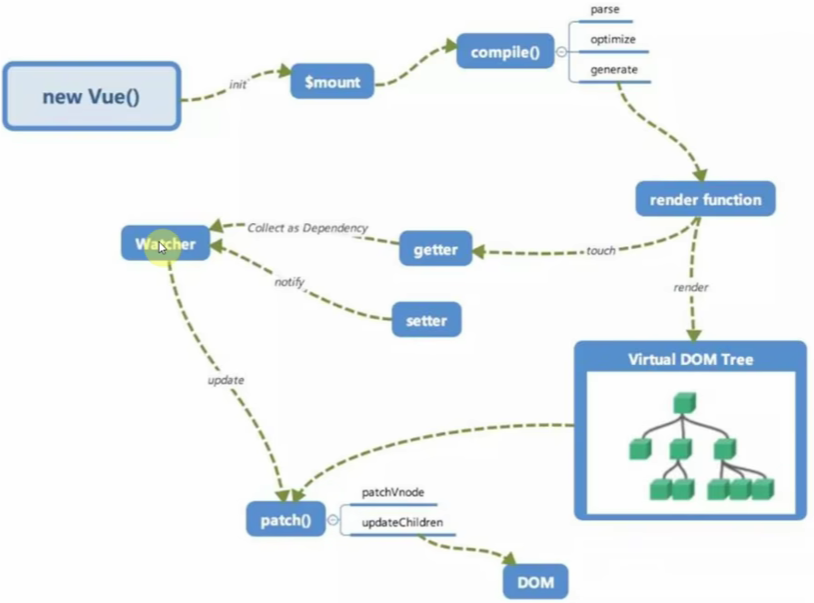 parse
compile()
optimize
generate
$mount
init
new Vue()
render function
Collect as Dependency
Watcher
getter
touch
notify
render
setter
Virtual DOM Tree
update
patchVnode
patch()
updateChildren
DOM